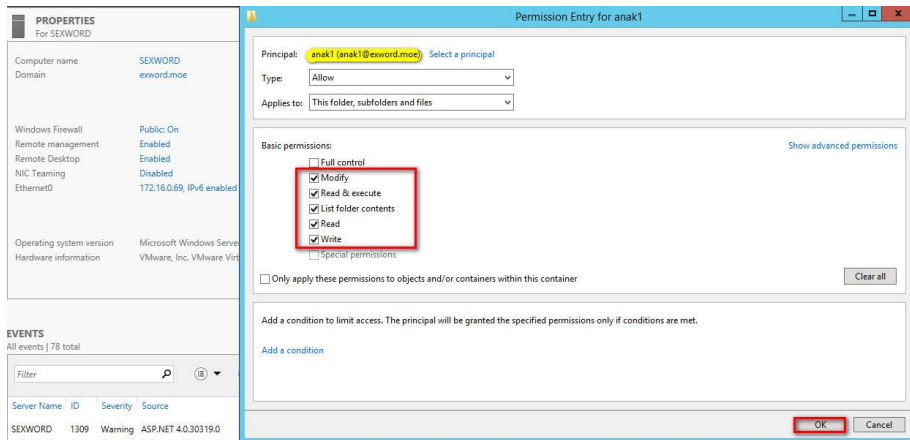 PROPERTIES
For SEXWORD
Computer name SEXWORD
Domain exword.moe
Windows Firewall Public: On
Remote management Enabled
Remote Desktop Enabled
NIC Teaming Disabled
Ethernet0 172.16.0.69, IPv6 enabled
Operating system version Microsoft Windows Serve
Hardware information VMware, Inc. VMware Virt
EVENTS
All events | 78 total
Filter
Server Name ID Severity Source
SEXWORD 1309 Warning ASP.NET 4.0.30319.0
Permission Entry for anak1
Principal: anak1 (anak1@exword.moe) Select a principal
Type: Allow
Applies to: This folder, subfolders and files
Basic permissions: Show advanced permissions
Full control
Modify
Read & execute
List folder contents
Read
Write
Special permissions
Only apply these permissions to objects and/or containers within this container
Clear all
Add a condition to limit access. The principal will be granted the specified permissions only if conditions are met.
Add a condition
OK Cancel